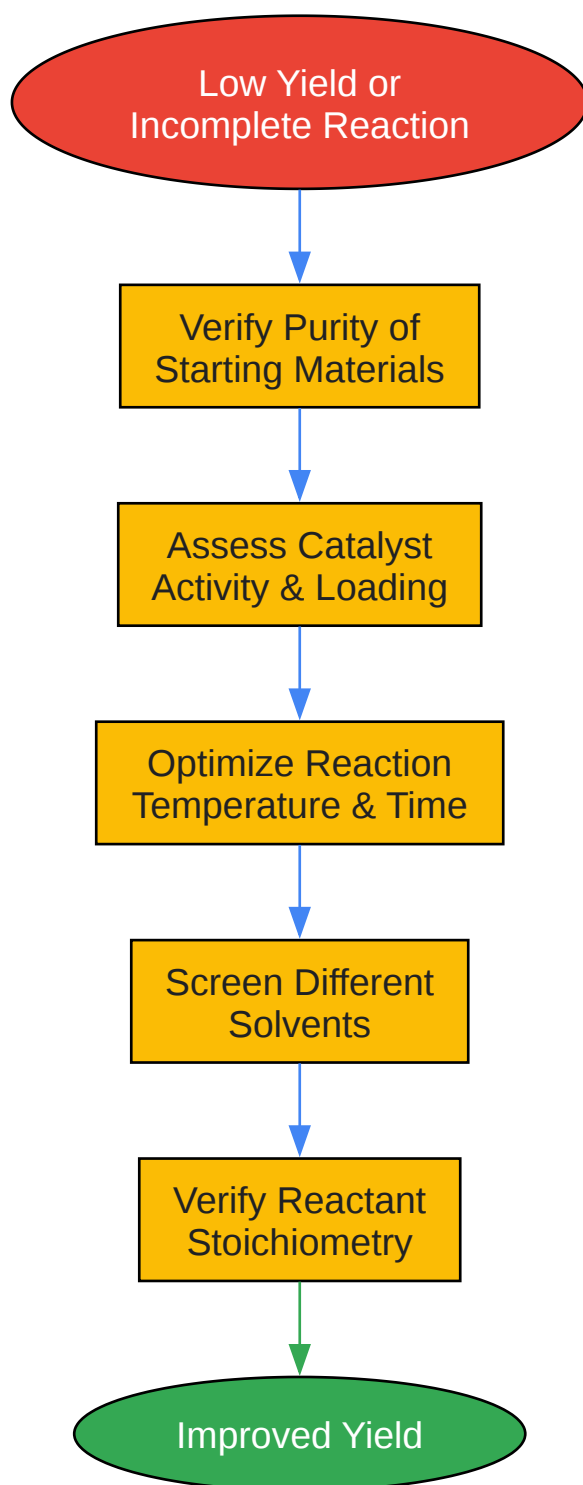 Low Yield or
Incomplete Reaction
Verify Purity of
Starting Materials
Assess Catalyst
Activity & Loading
Optimize Reaction
Temperature & Time
Screen Different
Solvents
Verify Reactant
Stoichiometry
Improved Yield